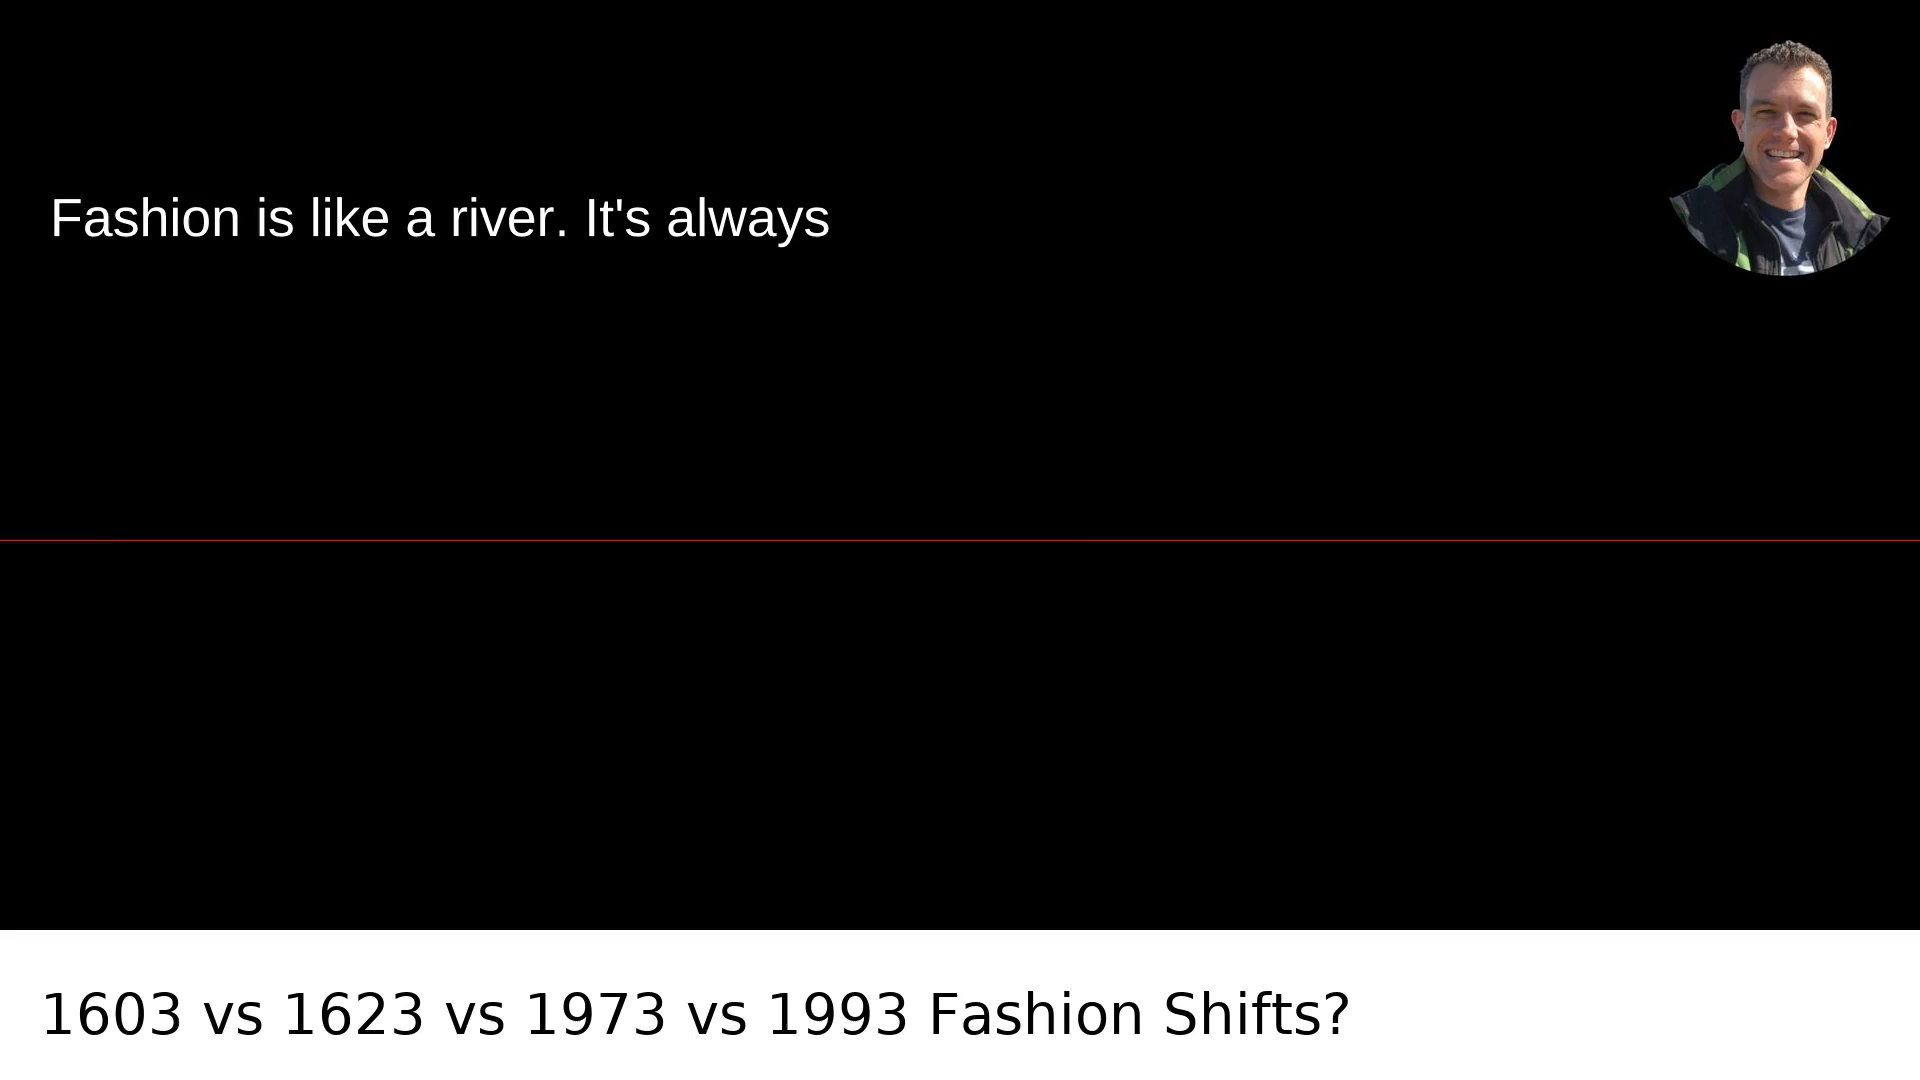 Fashion is like a river. It's always
1603 vs 1623 vs 1973 vs 1993 Fashion Shifts?